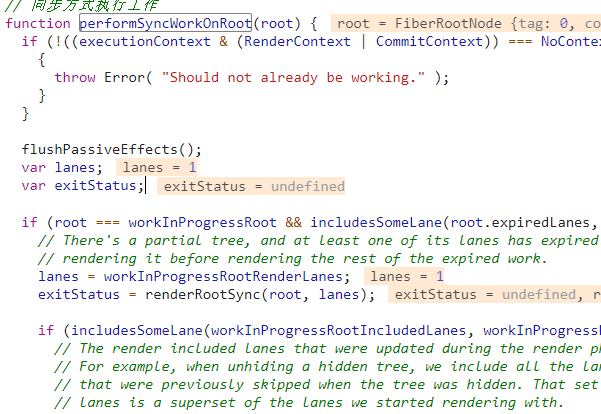 // 同步方式执行工作
function performSyncWorkOnRoot(root) { root = FiberRootNode {tag: 0, co
if (!((executionContext & (RenderContext | CommitContext)) === NoConte
{
throw Error( "Should not already be working." );
}
}
flushPassiveEffects();
var lanes; lanes = 1
var exitStatus; exitStatus = undefined
if (root === workInProgressRoot && includesSomeLane(root.expiredLanes,
// There's a partial tree, and at least one of its lanes has expired
// rendering it before rendering the rest of the expired work.
lanes = workInProgressRootRenderLanes; lanes = 1
exitStatus = renderRootSync(root, lanes); exitStatus = undefined, r
if (includesSomeLane(workInProgressRootIncludedLanes, workInProgressR
// The render included lanes that were updated during the render ph
// For example, when unhiding a hidden tree, we include all the lan
// that were previously skipped when the tree was hidden. That set
// lanes is a superset of the lanes we started rendering with.